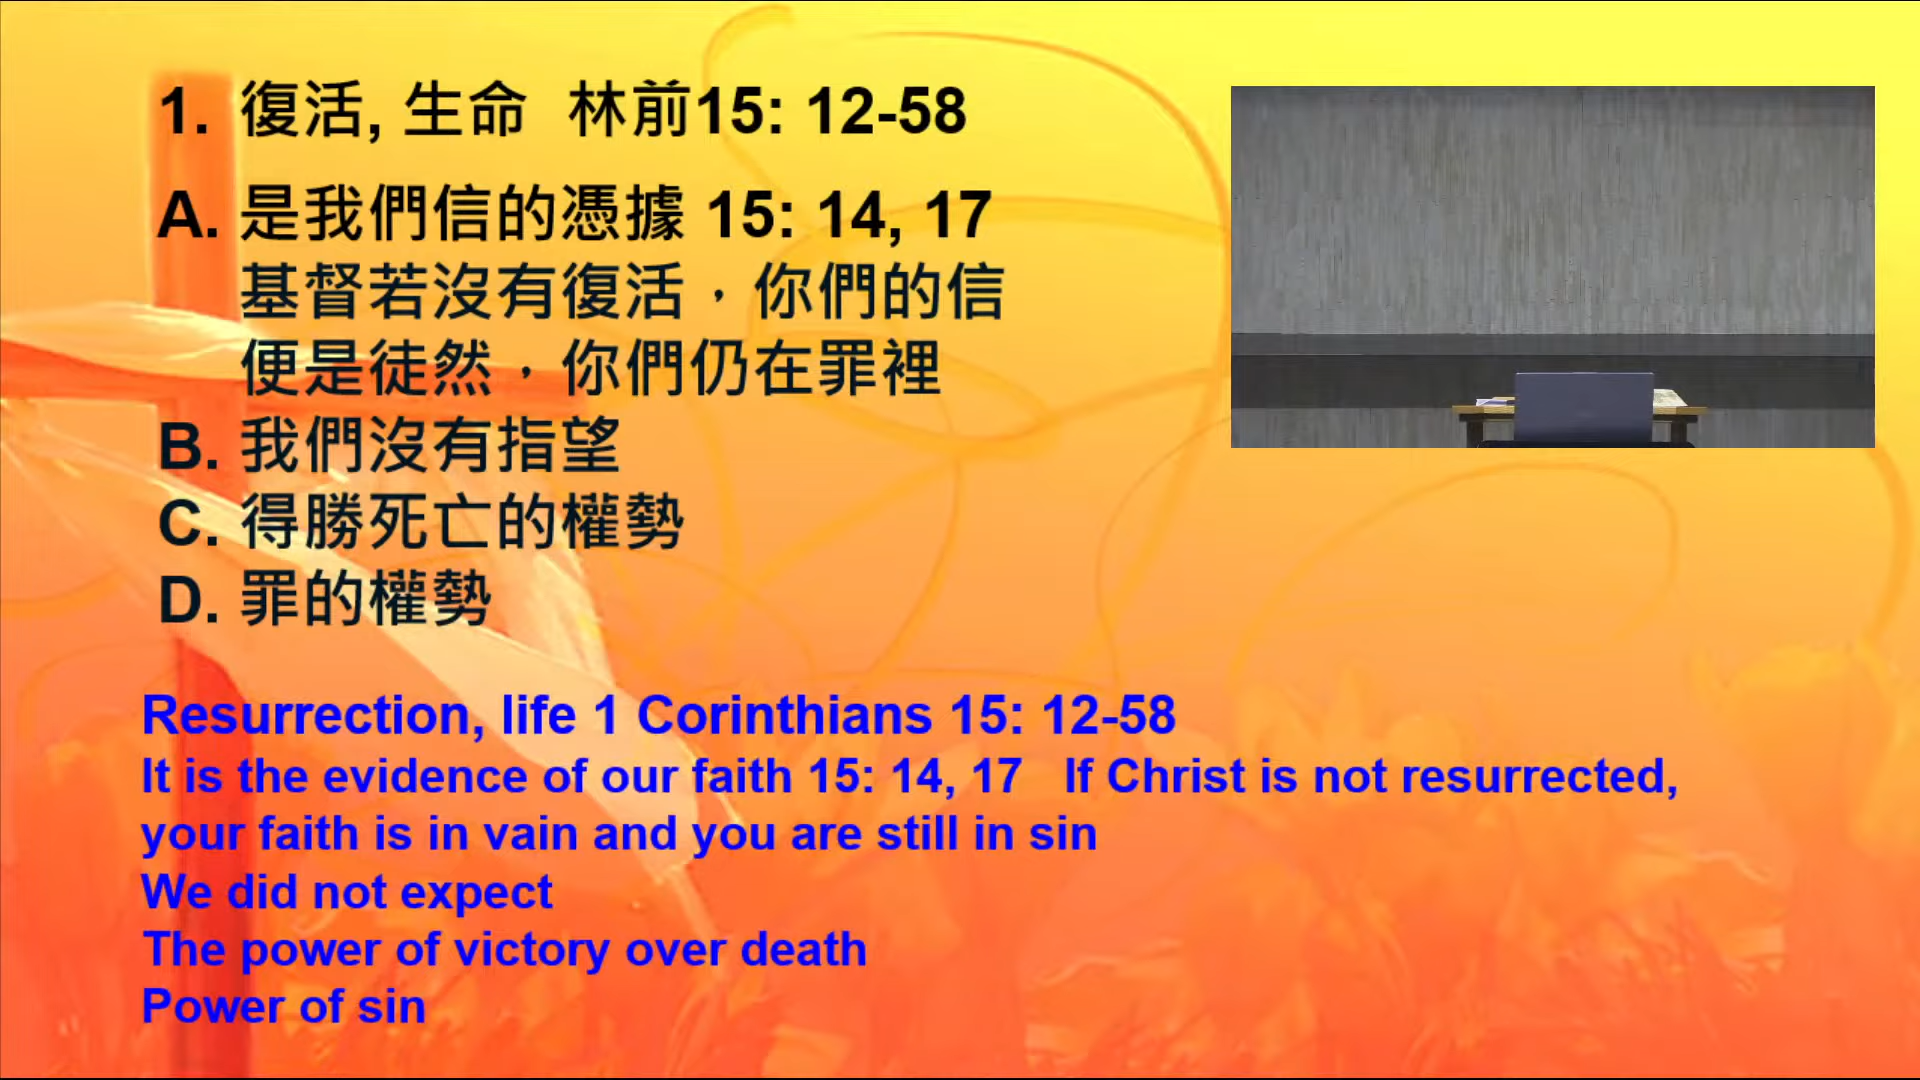 1. 復活, 生命 林前15: 12-58
A. 是我們信的憑據 15: 14, 17
基督若沒有復活，你們的信
便是徒然，你們仍在罪裡
B. 我們沒有指望
C. 得勝死亡的權勢
D. 罪的權勢
Resurrection, life 1 Corinthians 15: 12-58
It is the evidence of our faith 15: 14, 17 If Christ is not resurrected,
your faith is in vain and you are still in sin
We did not expect
The power of victory over death
Power of sin